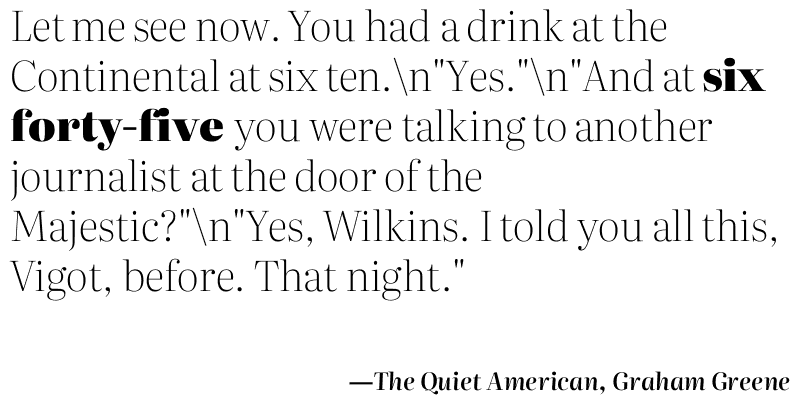 Let me see now. You had a drink at the
Continental at six ten.\n"Yes."\n"And at six
forty-five you were talking to another
journalist at the door of the
Majestic?"\n"Yes, Wilkins. I told you all this,
Vigot, before. That night."
—The Quiet American, Graham Greene